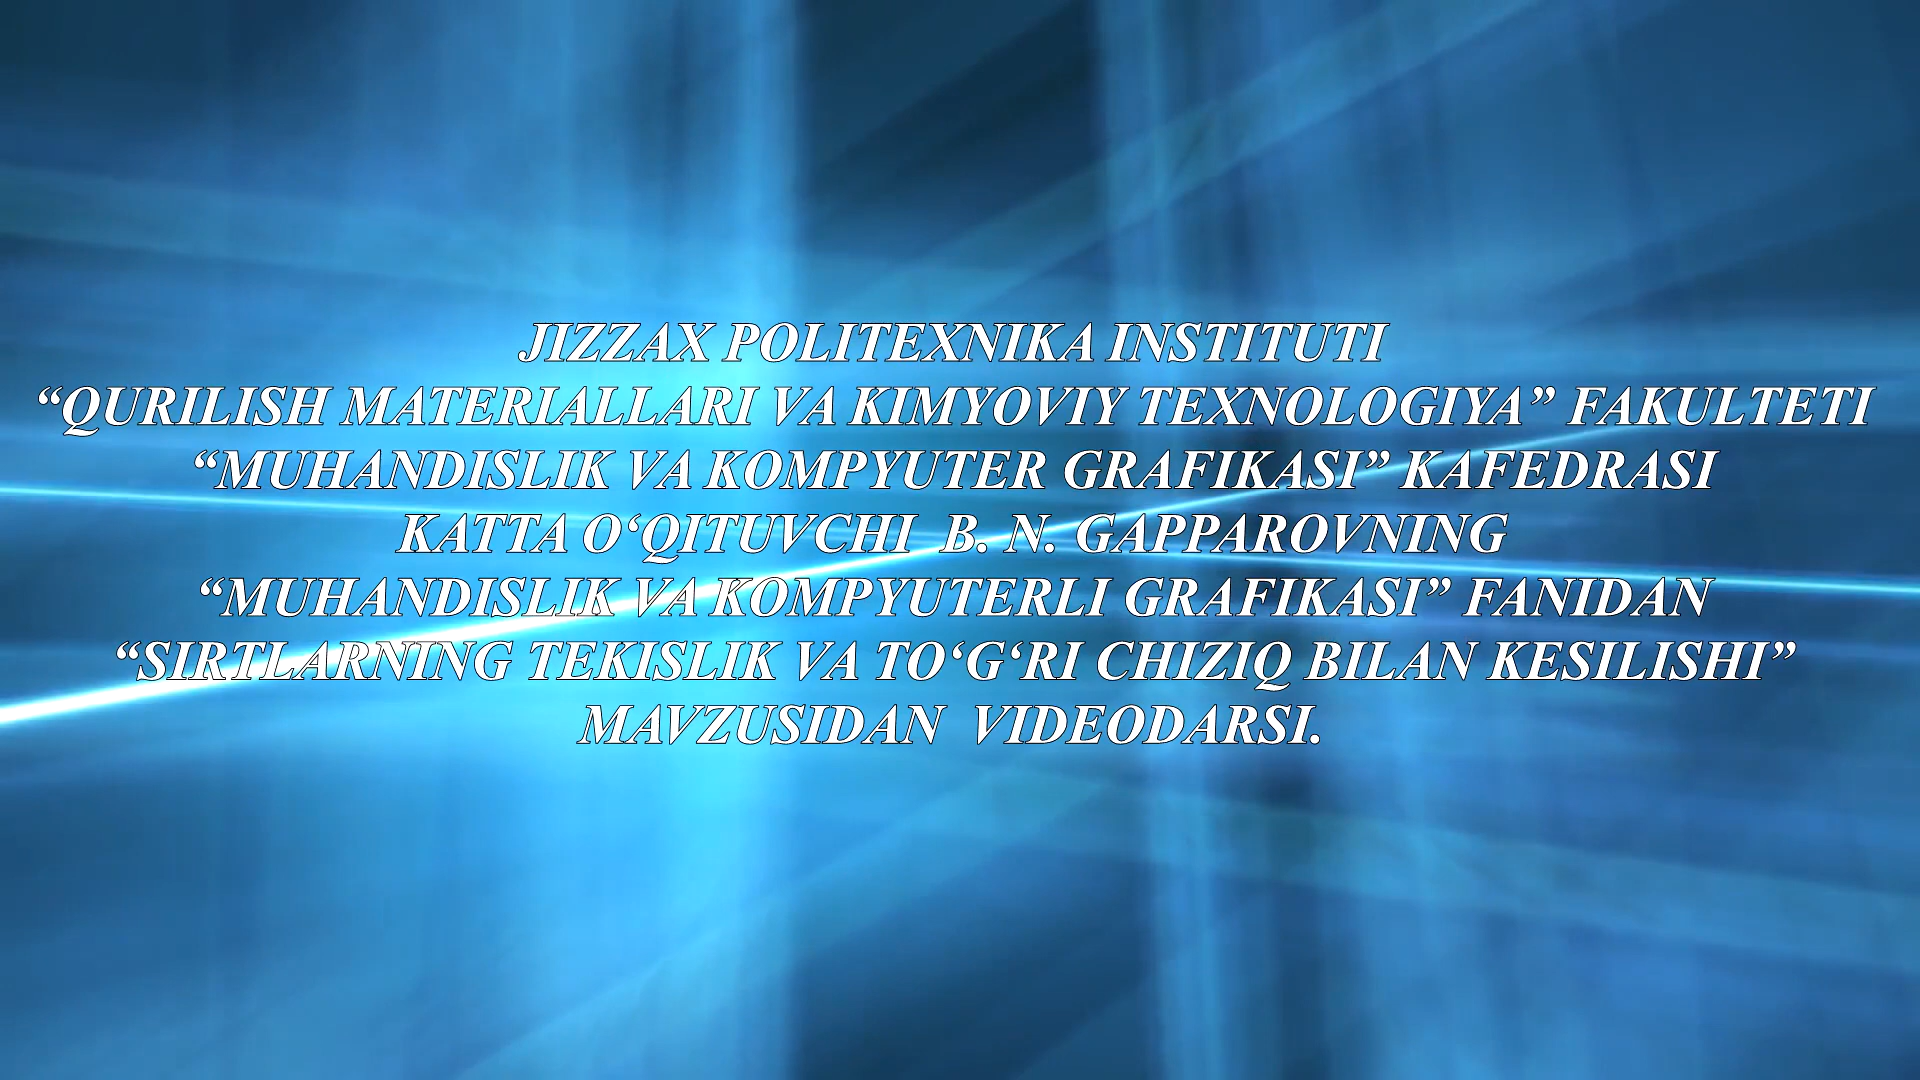 JIZZAX POLITEXNIKA INSTITUTI
“QURILISH MATERIALLARI VA KIMYOVIY TEXNOLOGIYA” FAKULTETI
“MUHANDISLIK VA KOMPYUTER GRAFIKASI” KAFEDRASI
KATTA O‘QITUVCHI B. N. GAPPAROVNING
“MUHANDISLIK VA KOMPYUTERLI GRAFIKASI” FANIDAN
“SIRTLARNING TEKISLIK VA TO‘G‘RI CHIZIQ BILAN KESILISHI”
MAVZUSIDAN VIDEODARSI.